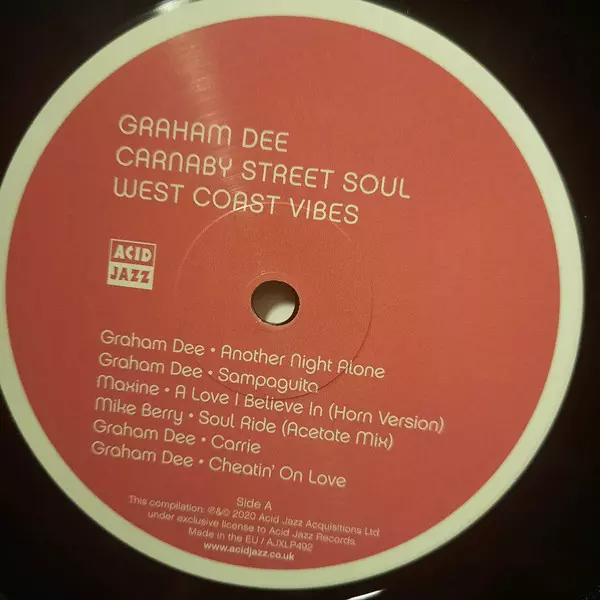 GRAHAM DEE
CARNABY STREET SOUL
WEST COAST VIBES
ACID
JAZZ
Graham Dee • Another Night Alone
Graham Dee • Sampaguita
Maxine • A Love I Believe In (Horn Version)
Mike Berry • Soul Ride (Acetate Mix)
Graham Dee • Carrie
Graham Dee • Cheatin' On Love
Side A
This compilation: ℗&© 2020 Acid Jazz Acquisitions Ltd
under exclusive license to Acid Jazz Records.
Made in the EU / AJXLP492
www.acidjazz.co.uk